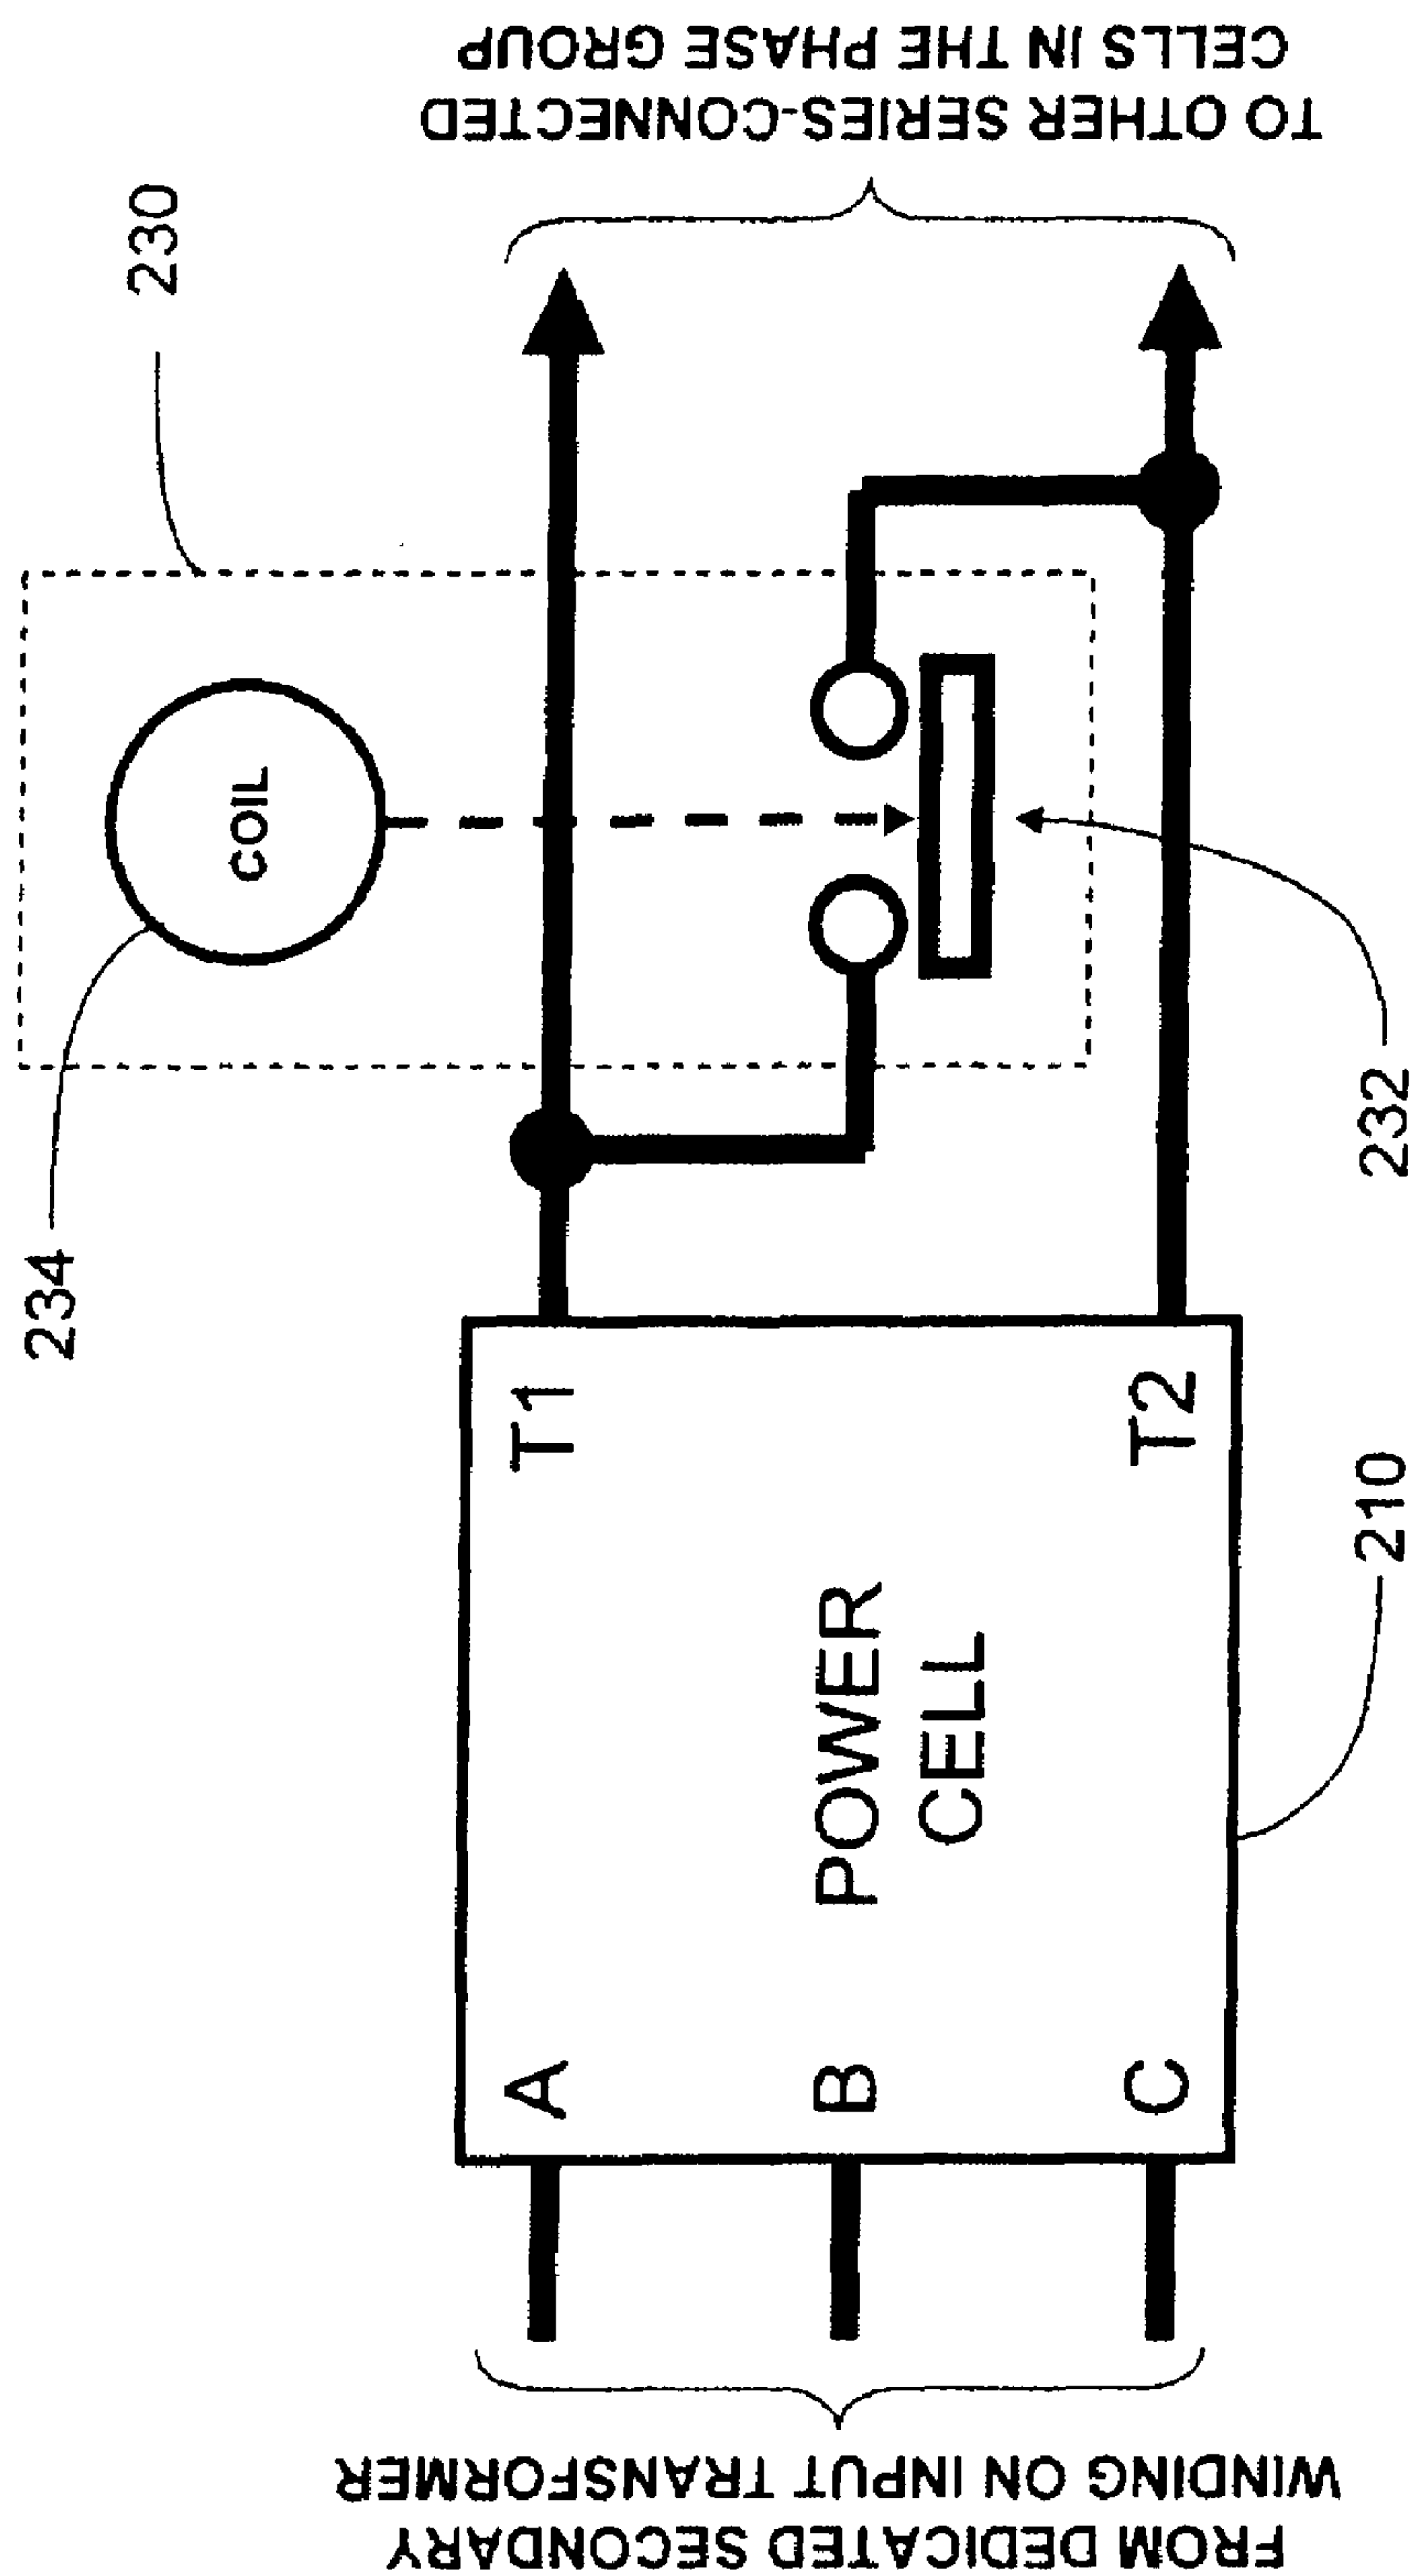 FROM DEDICATED SECONDARY
WINDING ON INPUT TRANSFORMER
A
B
C
POWER
CELL
T1
T2
210
234
COIL
232
230
TO OTHER SERIES-CONNECTED
CELLS IN THE PHASE GROUP